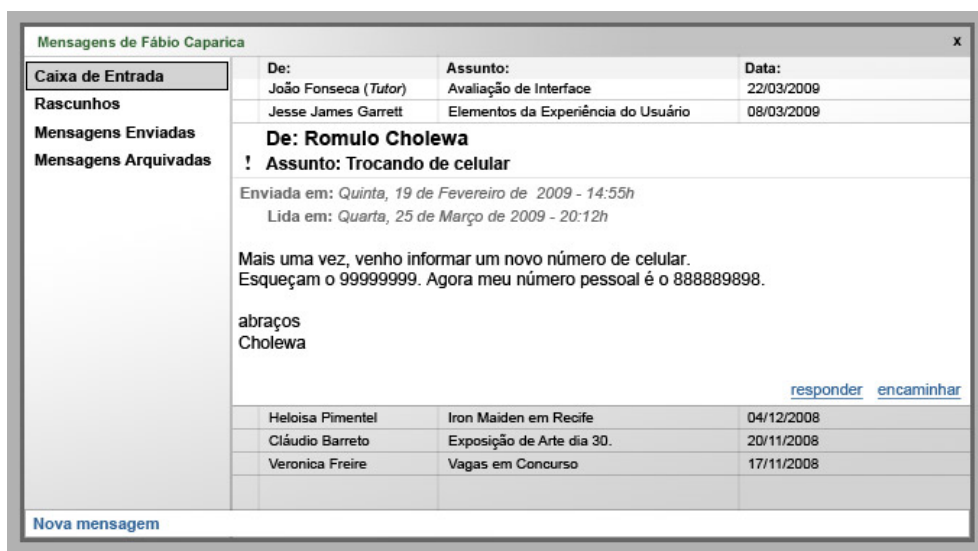 Mensagens de Fábio Caparica x
Caixa de Entrada
Rascunhos
Mensagens Enviadas
Mensagens Arquivadas
De: Assunto: Data:
João Fonseca (Tutor) Avaliação de Interface 22/03/2009
Jesse James Garrett Elementos da Experiência do Usuário 08/03/2009
De: Romulo Cholewa
! Assunto: Trocando de celular
Enviada em: Quinta, 19 de Fevereiro de 2009 - 14:55h
Lida em: Quarta, 25 de Março de 2009 - 20:12h
Mais uma vez, venho informar um novo número de celular.
Esqueçam o 99999999. Agora meu número pessoal é o 888889898.
abraços
Cholewa
responder encaminhar
Heloisa Pimentel Iron Maiden em Recife 04/12/2008
Cláudio Barreto Exposição de Arte dia 30. 20/11/2008
Veronica Freire Vagas em Concurso 17/11/2008
Nova mensagem